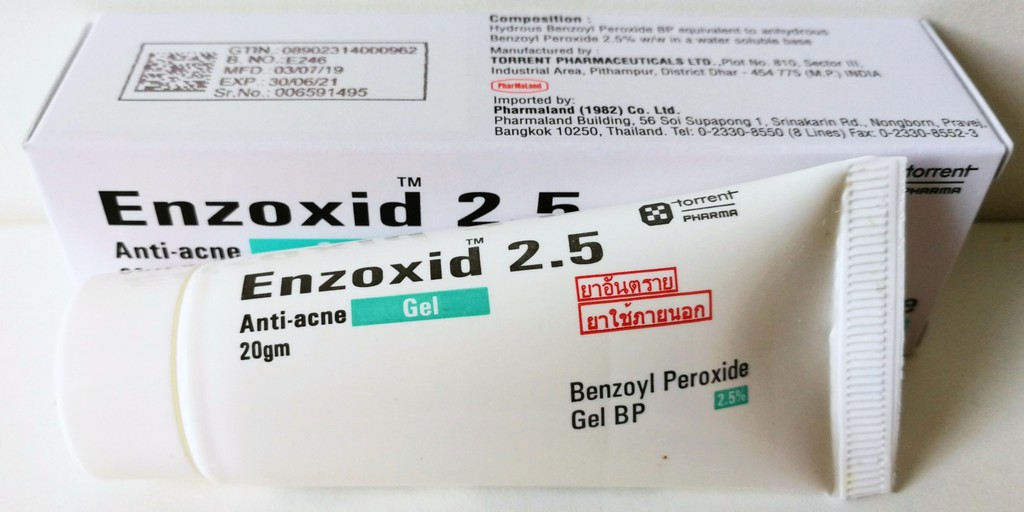 GTIN.: 08902314000962
B. NO.:E246
MFD. 03/07/19
EXP.: 30/06/21
Sr.No.: 006591495
Composition :
Hydrous Benzoyl Peroxide BP equivalent to anhydrous
Benzoyl Peroxide 2.5% w/w in a water soluble base
Manufactured by :
TORRENT PHARMACEUTICALS LTD.,Plot No. 810, Sector III,
Industrial Area, Pithampur, District Dhar - 454 775 (M.P.) INDIA
PharMaLand
Imported by:
Pharmaland (1982) Co. Ltd.
Pharmaland Building, 56 Soi Supapong 1, Srinakarin Rd., Nongborn, Pravej,
Bangkok 10250, Thailand. Tel: 0-2330-8550 (8 Lines) Fax: 0-2330-8552-3
Enzoxid™ 2.5
Anti-acne
torrent
PHARMA
torrent
PHARMA
Enzoxid™ 2.5
Anti-acne Gel
20gm
ยาอันตราย
ยาใช้ภายนอก
Benzoyl Peroxide
Gel BP 2.5%